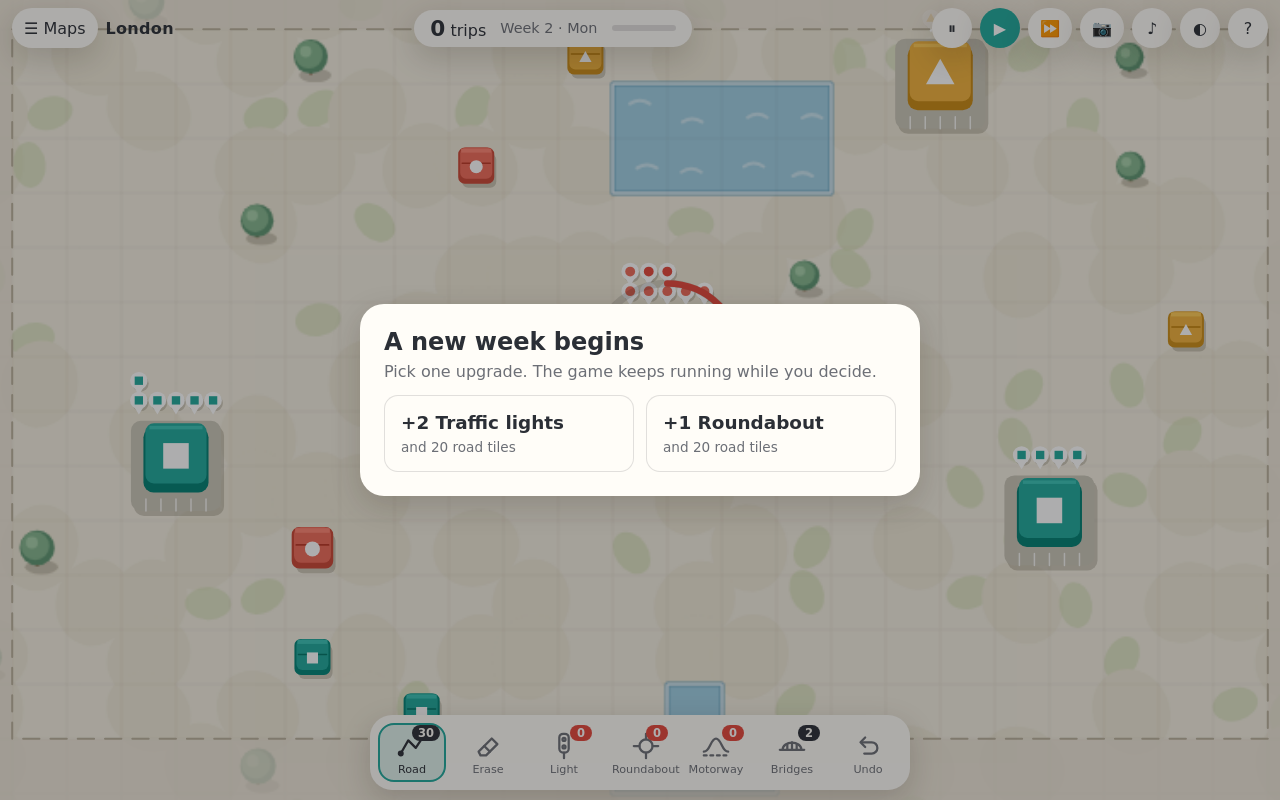 ☰ Maps
London
0 trips
Week 2 · Mon
?
A new week begins
Pick one upgrade. The game keeps running while you decide.
+2 Traffic lights
and 20 road tiles
+1 Roundabout
and 20 road tiles
30
0
0
0
2
Road
Erase
Light
Roundabout
Motorway
Bridges
Undo